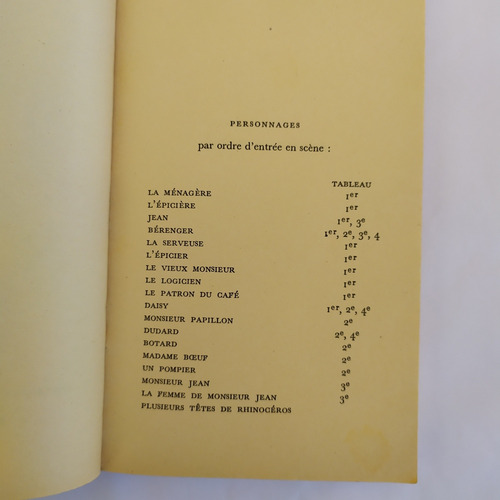 PERSONNAGES
par ordre d'entrée en scène :
TABLEAU
LA MÉNAGÈRE 1er
L'ÉPICIÈRE 1er
JEAN 1er, 3e
BÉRENGER 1er, 2e, 3e, 4
LA SERVEUSE 1er
L'ÉPICIER 1er
LE VIEUX MONSIEUR 1er
LE LOGICIEN 1er
LE PATRON DU CAFÉ 1er
DAISY 1er, 2e, 4e
MONSIEUR PAPILLON 2e
DUDARD 2e, 4e
BOTARD 2e
MADAME BŒUF 2e
UN POMPIER 2e
MONSIEUR JEAN 3e
LA FEMME DE MONSIEUR JEAN 3e
PLUSIEURS TÊTES DE RHINOCÉROS